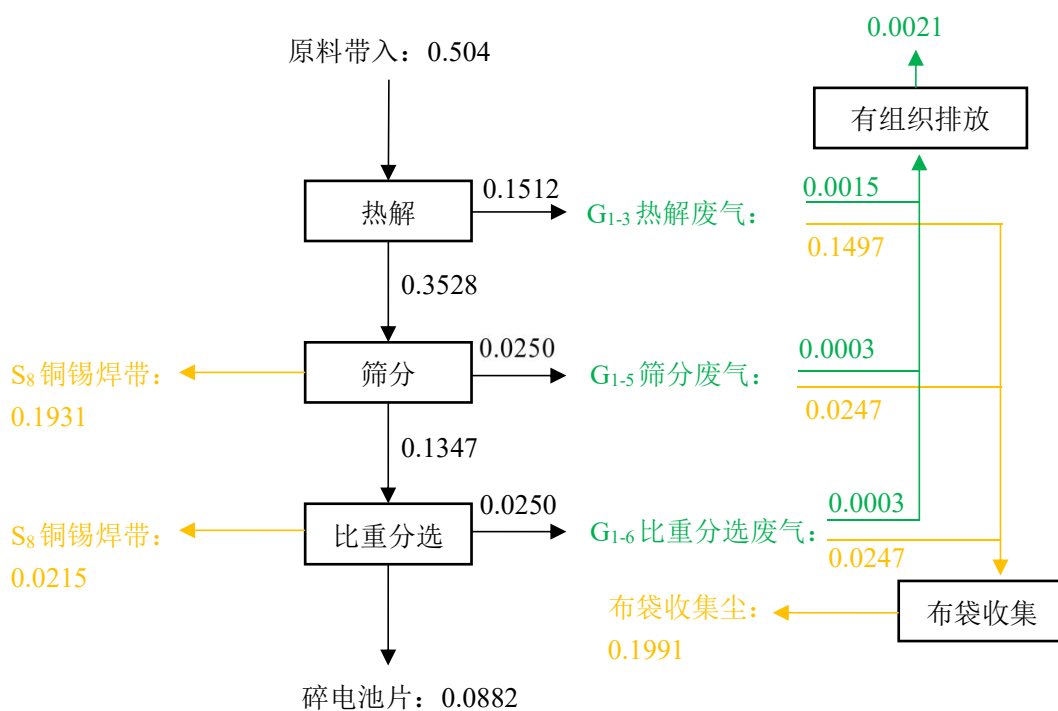 0.0021
原料带入：0.504
有组织排放
0.1512
0.0015
热解
G1-3 热解废气：
0.1497
0.3528
0.0250
0.0003
S8 铜锡焊带：
0.1931
筛分
G1-5 筛分废气：
0.0247
0.1347
0.0250
0.0003
S8 铜锡焊带：
0.0215
比重分选
G1-6 比重分选废气：
0.0247
布袋收集尘：
0.1991
布袋收集
碎电池片：0.0882